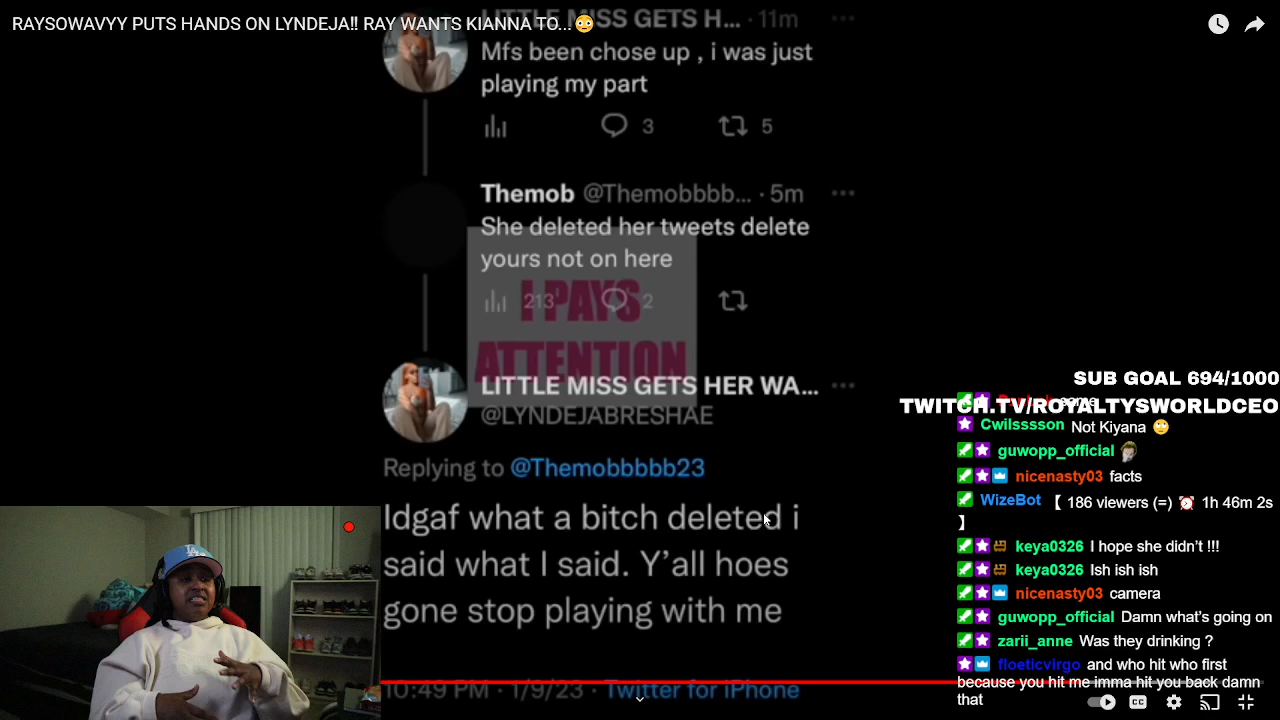 RAYSOWAVYY PUTS HANDS ON LYNDEJA!! RAY WANTS KIANNA TO...😳
LITTLE MISS GETS H... · 11m
Mfs been chose up , i was just
playing my part
3
5
Themob @Themobbbb... · 5m
She deleted her tweets delete
yours not on here
213
2
I PAYS
ATTENTION
LITTLE MISS GETS HER WA...
@LYNDEJABRESHAE
Replying to @Themobbbbb23
Idgaf what a bitch deleted i
said what I said. Y’all hoes
gone stop playing with me
10:49 PM · 1/9/23 · Twitter for iPhone
SUB GOAL 694/1000
TWITCH.TV/ROYALTYSWORLDCEO
Cwilsssson Not Kiyana 🙄
guwopp_official
nicenasty03 facts
WizeBot 【 186 viewers (=) ⏰ 1h 46m 2s
】
keya0326 I hope she didn’t !!!
keya0326 Ish ish ish
nicenasty03 camera
guwopp_official Damn what’s going on
zarii_anne Was they drinking ?
floeticvirgo and who hit who first
because you hit me imma hit you back damn
that
CC
LA